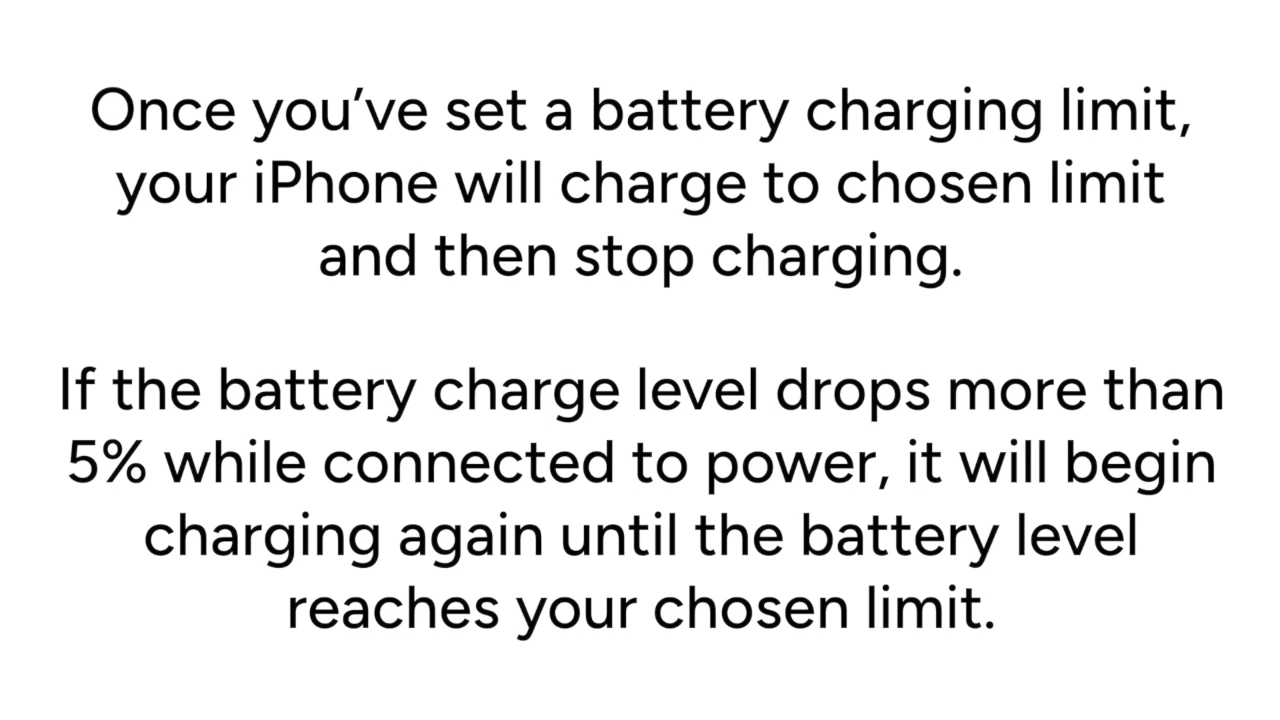 Once you’ve set a battery charging limit,
your iPhone will charge to chosen limit
and then stop charging.
If the battery charge level drops more than
5% while connected to power, it will begin
charging again until the battery level
reaches your chosen limit.